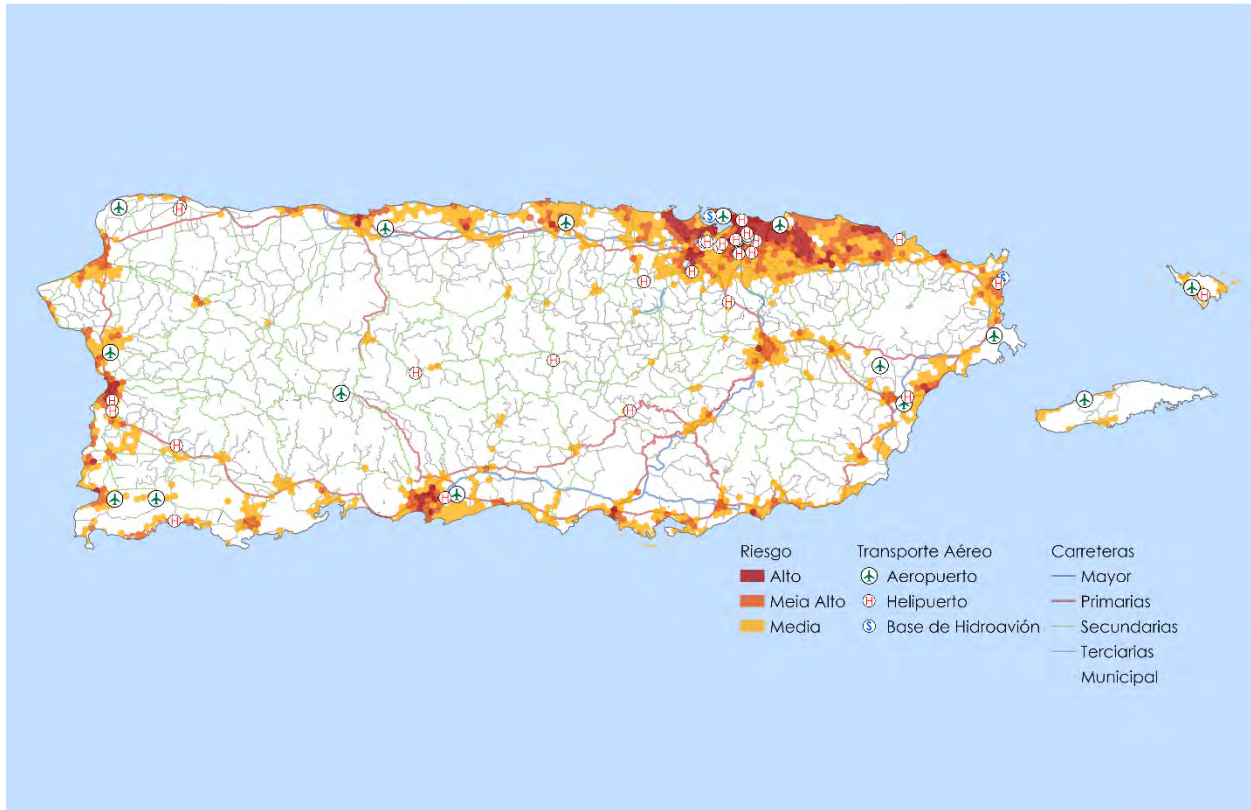 Riesgo
Alto
Meia Alto
Media
Transporte Aéreo
Aeropuerto
Helipuerto
Base de Hidroavión
Carreteras
Mayor
Primarias
Secundarias
Terciarias
Municipal